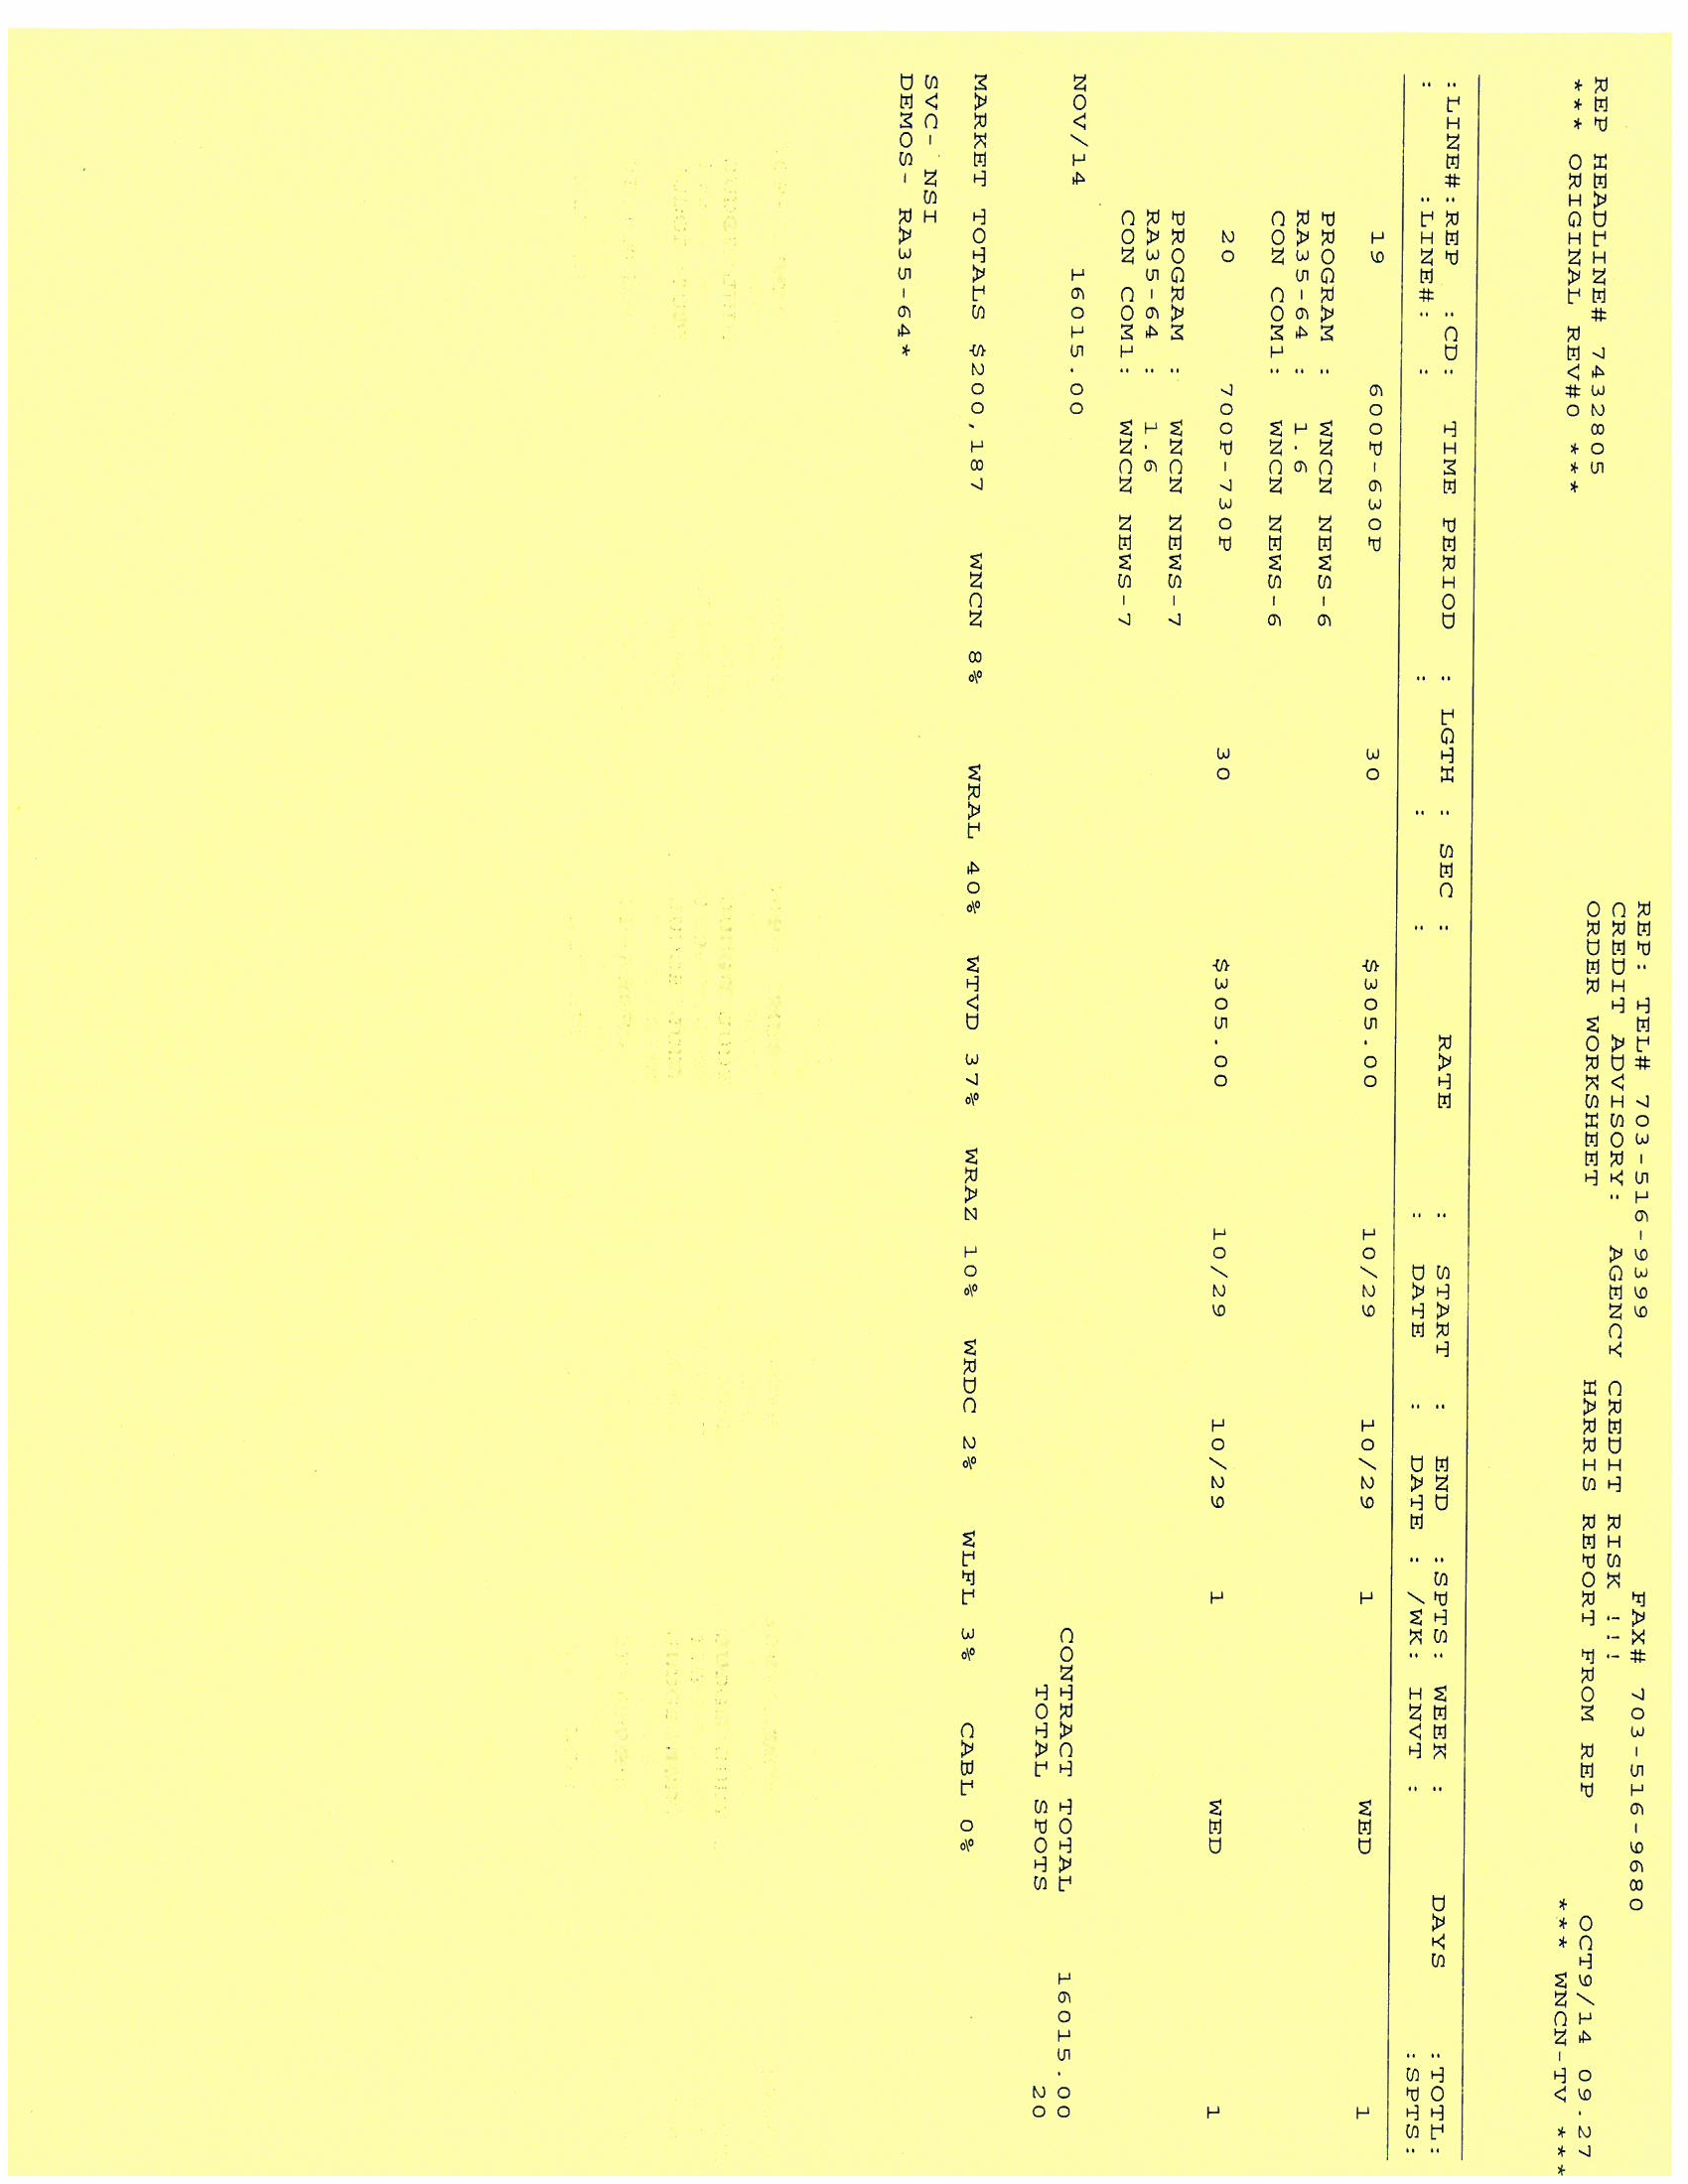 REP: TEL# 703-516-9399 FAX# 703-516-9680
CREDIT ADVISORY: AGENCY CREDIT RISK !!!
REP HEADLINE# 7432805 ORDER WORKSHEET HARRIS REPORT FROM REP OCT9/14 09.27
*** ORIGINAL REV#0 *** *** WNCN-TV ***
:LINE#:REP :CD: TIME PERIOD : LGTH : SEC : RATE : START : END :SPTS: WEEK : DAYS :TOTL:
: :LINE#: : : : : : DATE : DATE : /WK: INVT : :SPTS:
19 600P-630P 30 $305.00 10/29 10/29 1 WED 1
PROGRAM : WNCN NEWS-6
RA35-64 : 1.6
CON COM1: WNCN NEWS-6
20 700P-730P 30 $305.00 10/29 10/29 1 WED 1
PROGRAM : WNCN NEWS-7
RA35-64 : 1.6
CON COM1: WNCN NEWS-7
NOV/14 16015.00 CONTRACT TOTAL 16015.00
TOTAL SPOTS 20
MARKET TOTALS $200,187 WNCN 8% WRAL 40% WTVD 37% WRAZ 10% WRDC 2% WLFL 3% CABL 0%
SVC- NSI
DEMOS- RA35-64*